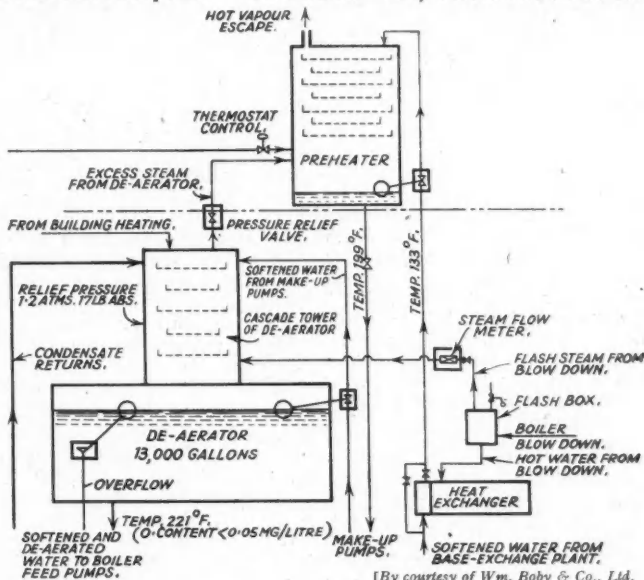 HOT VAPOUR
ESCAPE.
THERMOSTAT
CONTROL.
PREHEATER
EXCESS STEAM
FROM DE-AERATOR.
FROM BUILDING HEATING.
PRESSURE RELIEF
VALVE.
SOFTENED WATER
FROM MAKE-UP
PUMPS.
TEMP. 199°F.
TEMP. 133°F.
RELIEF PRESSURE
1·2 ATMS. 17LB ABS.
CASCADE TOWER
OF DE-AERATOR
STEAM FLOW
METER.
CONDENSATE
RETURNS.
FLASH STEAM FROM
BLOW DOWN.
FLASH BOX.
BOILER
BLOW DOWN.
HOT WATER FROM
BLOW DOWN.
DE-AERATOR
13,000 GALLONS
HEAT
EXCHANGER
OVERFLOW
TEMP. 221°F.
(O. CONTENT<0·05 MG/LITRE)
SOFTENED AND
DE-AERATED
WATER TO BOILER
FEED PUMPS.
MAKE-UP
PUMPS.
SOFTENED WATER FROM
BASE-EXCHANGE PLANT.
[By courtesy of Wm. Boby & Co., Ltd.